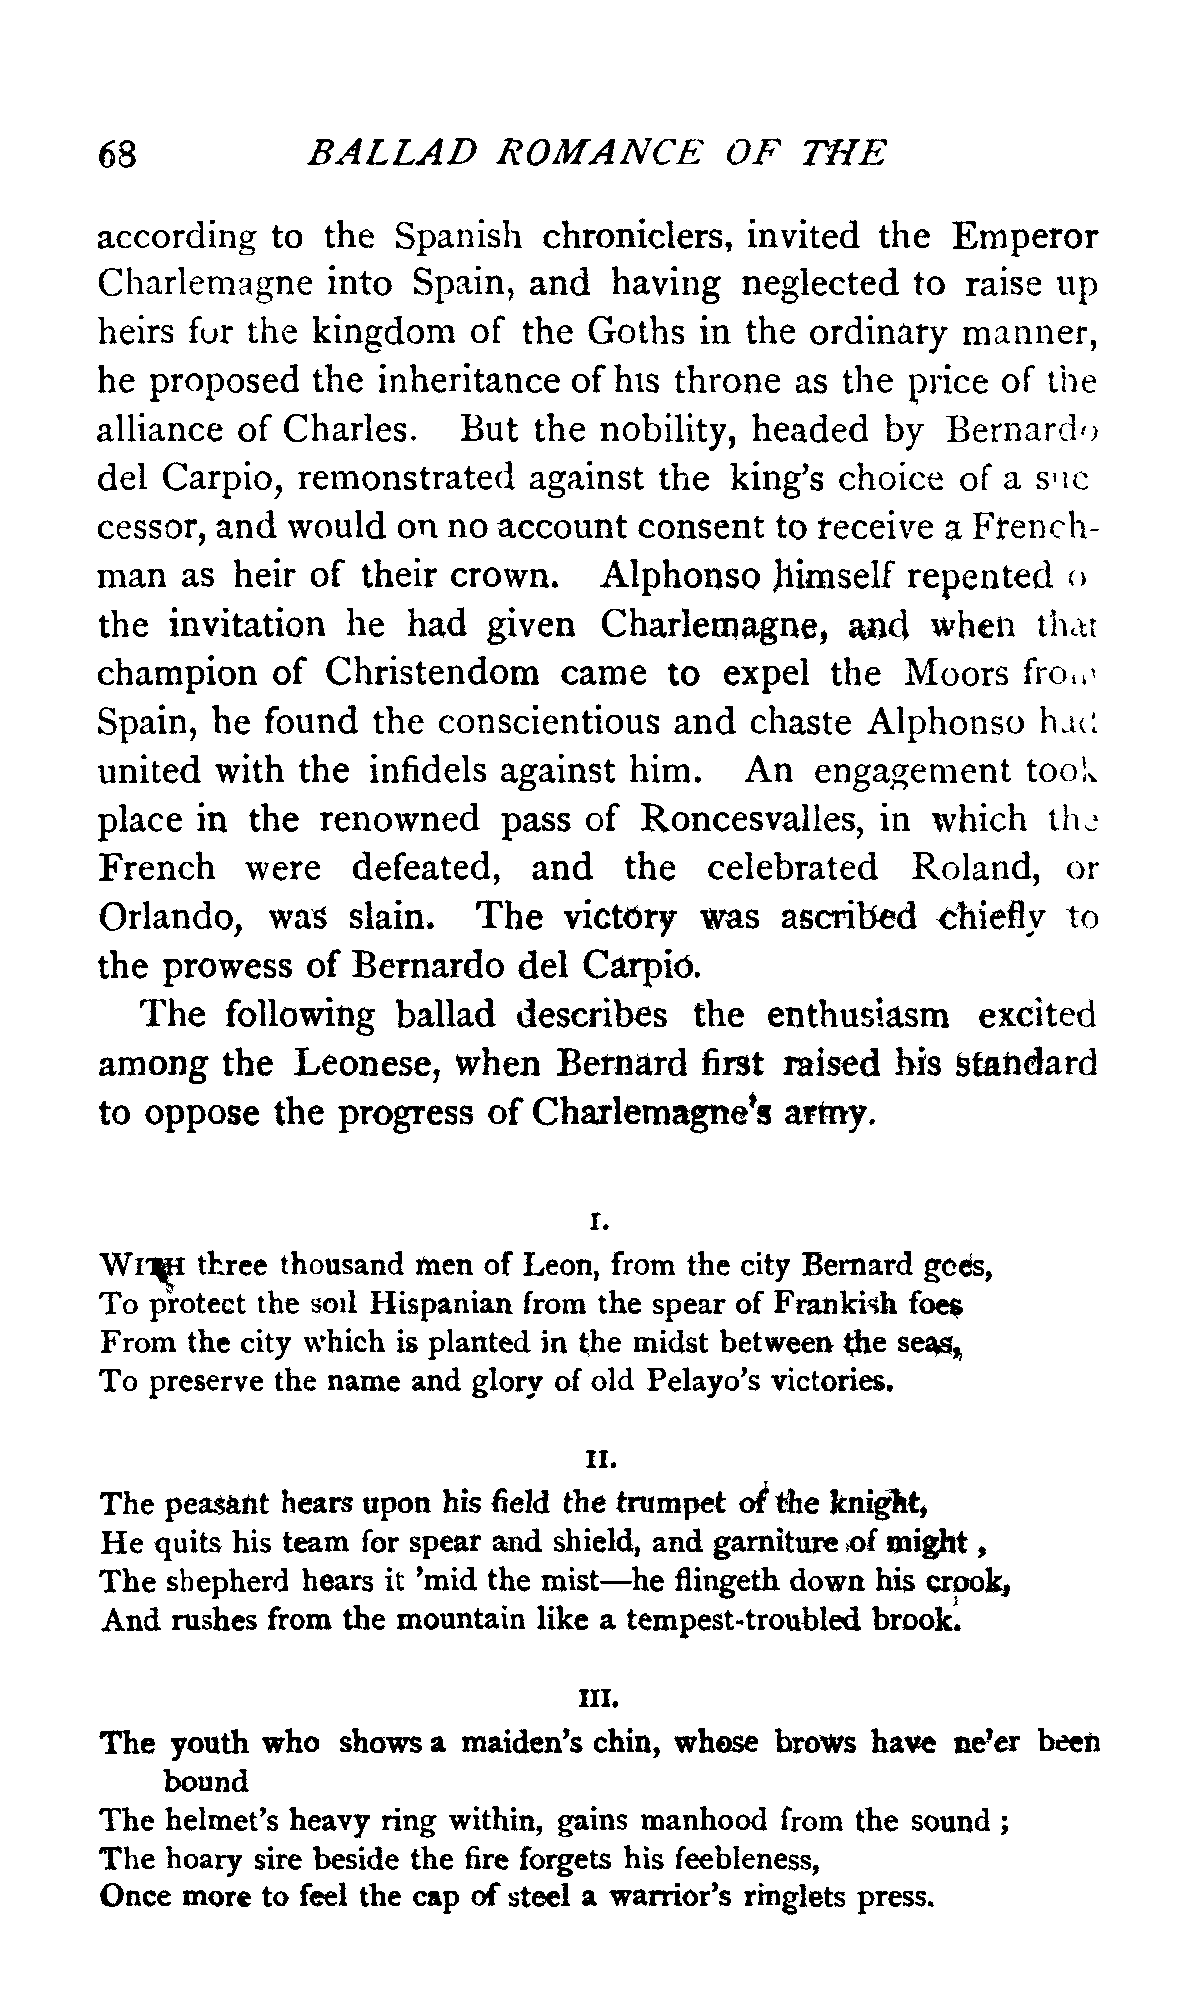 68 BALLAD ROMANCE OF THE
according to the Spanish chroniclers, invited the Emperor
Charlemagne into Spain, and having neglected to raise up
heirs for the kingdom of the Goths in the ordinary manner,
he proposed the inheritance of his throne as the price of the
alliance of Charles. But the nobility, headed by Bernardo
del Carpio, remonstrated against the king's choice of a suc
cessor, and would on no account consent to receive a French-
man as heir of their crown. Alphonso himself repented o
the invitation he had given Charlemagne, and when that
champion of Christendom came to expel the Moors from
Spain, he found the conscientious and chaste Alphonso had
united with the infidels against him. An engagement took
place in the renowned pass of Roncesvalles, in which the
French were defeated, and the celebrated Roland, or
Orlando, was slain. The victory was ascribed chiefly to
the prowess of Bernardo del Carpio.
The following ballad describes the enthusiasm excited
among the Leonese, when Bernard first raised his standard
to oppose the progress of Charlemagne's army.
I.
WITH three thousand men of Leon, from the city Bernard goes,
To protect the soil Hispanian from the spear of Frankish foes
From the city which is planted in the midst between the seas,
To preserve the name and glory of old Pelayo's victories.
II.
The peasant hears upon his field the trumpet of the knight,
He quits his team for spear and shield, and garniture of might,
The shepherd hears it 'mid the mist—he flingeth down his crook,
And rushes from the mountain like a tempest-troubled brook.
III.
The youth who shows a maiden's chin, whose brows have ne'er been
bound
The helmet's heavy ring within, gains manhood from the sound;
The hoary sire beside the fire forgets his feebleness,
Once more to feel the cap of steel a warrior's ringlets press.